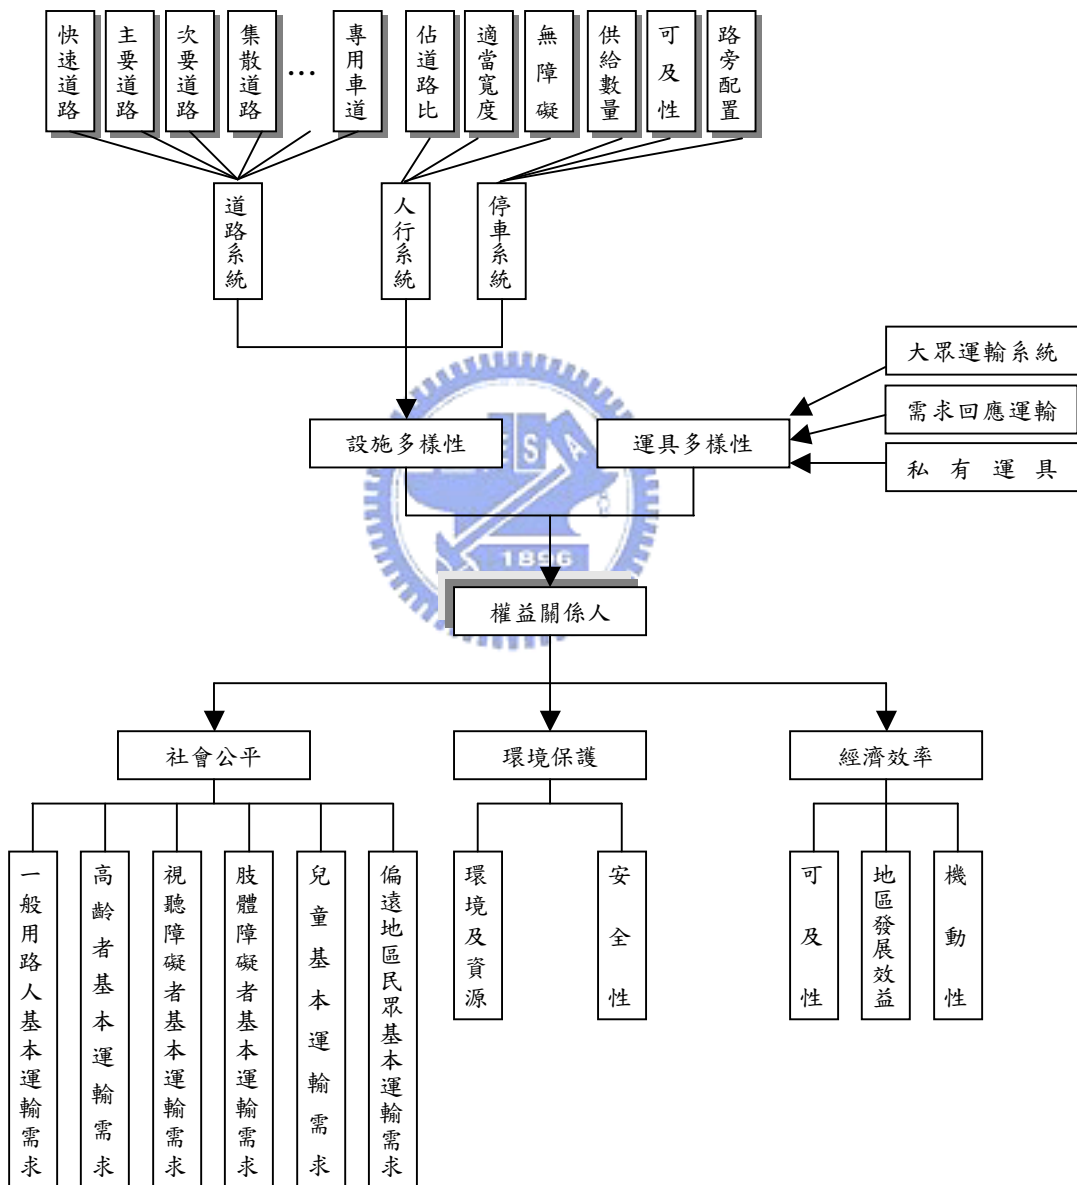 快速道路
主要道路
次要道路
集散道路
…
專用車道
佔道路比
適當寬度
無障礙
供給數量
可及性
路旁配置
道路系統
人行系統
停車系統
大眾運輸系統
需求回應運輸
私有運具
設施多樣性
運具多樣性
E S A
1896
權益關係人
社會公平
環境保護
經濟效率
一般用路人基本運輸需求
高齡者基本運輸需求
視聽障礙者基本運輸需求
肢體障礙者基本運輸需求
兒童基本運輸需求
偏遠地區民眾基本運輸需求
環境及資源
安全性
可及性
地區發展效益
機動性